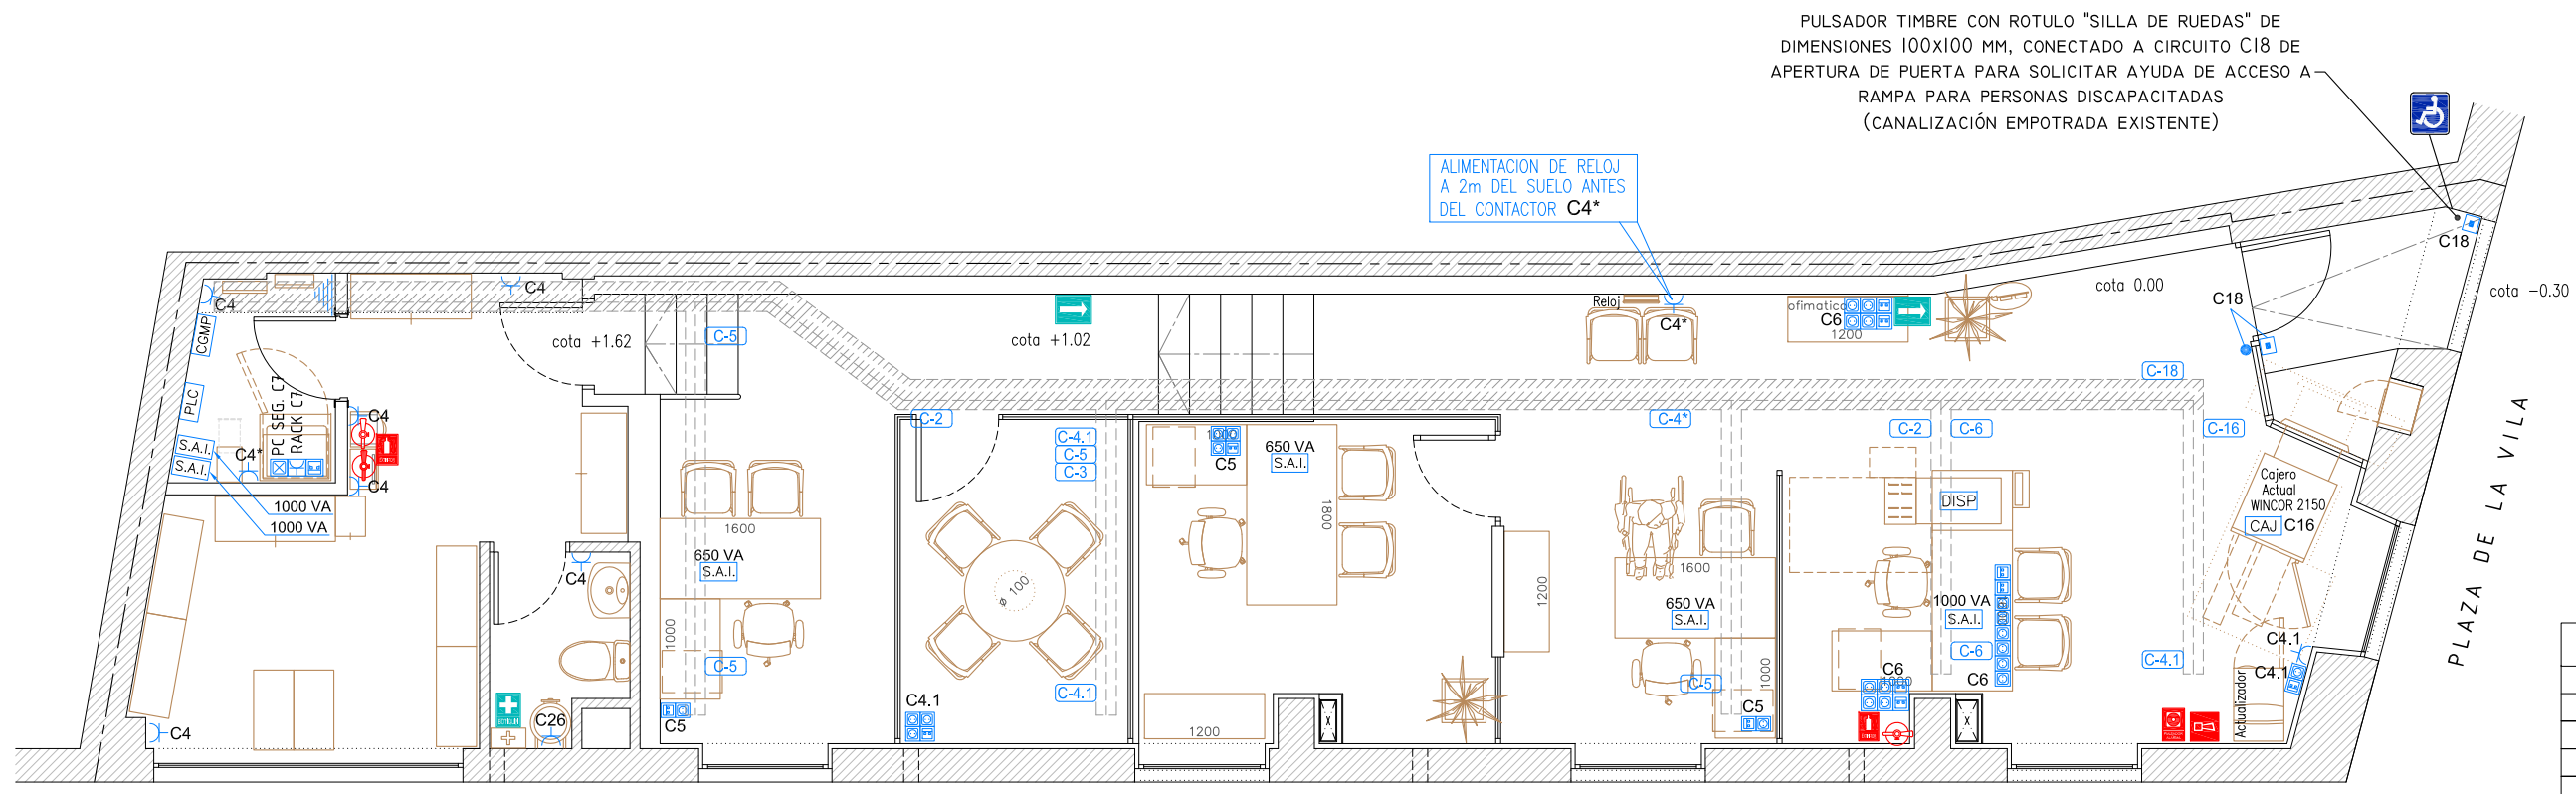 PULSADOR TIMBRE CON ROTULO "SILLA DE RUEDAS" DE
DIMENSIONES 100X100 MM, CONECTADO A CIRCUITO C18 DE
APERTURA DE PUERTA PARA SOLICITAR AYUDA DE ACCESO A
RAMPA PARA PERSONAS DISCAPACITADAS
(CANALIZACIÓN EMPOTRADA EXISTENTE)
ALIMENTACION DE RELOJ
A 2m DEL SUELO ANTES
DEL CONTACTOR C4*
C18
cota -0.30
cota 0.00
C18
C4
C4
Reloj
C4*
ofimatico
C6
1200
cota +1.62
C-5
cota +1.02
CGMP
PLC
PC SEG. C7
RACK C7
C-18
C4
C-2
C-4.1
C-5
C-3
1000
C5
650 VA
S.A.I.
C-4*
C-2
C-6
C-16
S.A.I.
S.A.I.
C4*
C4
1000 VA
1000 VA
1600
650 VA
S.A.I.
1000
C-5
C5
C4
ø 100
C4.1
C-4.1
1800
1200
1200
1600
650 VA
S.A.I.
1000
C-5
C5
DISP
1000 VA
S.A.I.
C-6
C6
C6
1000
Cajero
Actual
WINCOR 2150
CAJ C16
C4.1
C4.1
C-4.1
Actualizador
C4
C26
PLAZA DE LA VILA